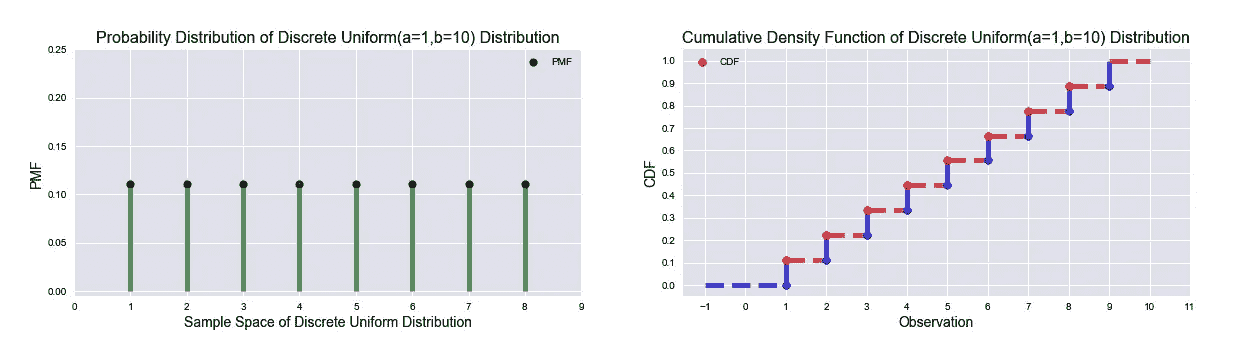 Probability Distribution of Discrete Uniform(a=1,b=10) Distribution
0.25
PMF
0.20
0.15
0.10
0.05
0.00
PMF
0 1 2 3 4 5 6 7 8 9
Sample Space of Discrete Uniform Distribution
Cumulative Density Function of Discrete Uniform(a=1,b=10) Distribution
1.0
CDF
0.9
0.8
0.7
0.6
0.5
0.4
0.3
0.2
0.1
0.0
CDF
−1 0 1 2 3 4 5 6 7 8 9 10 11
Observation